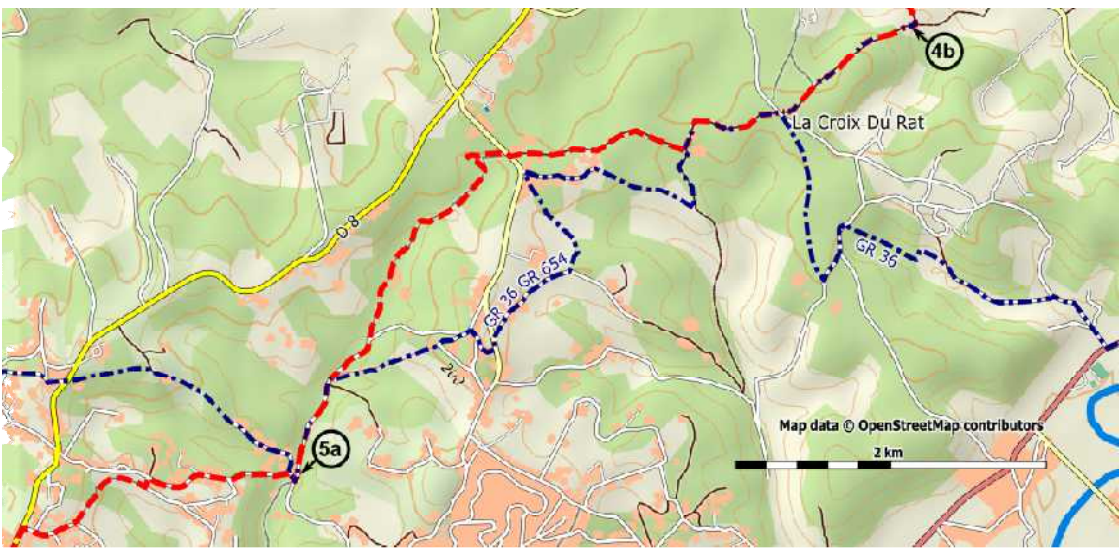 4b
La Croix Du Rat
D 8
GR 36
GR 36 GR 654
200
Map data © OpenStreetMap contributors
2 km
5a